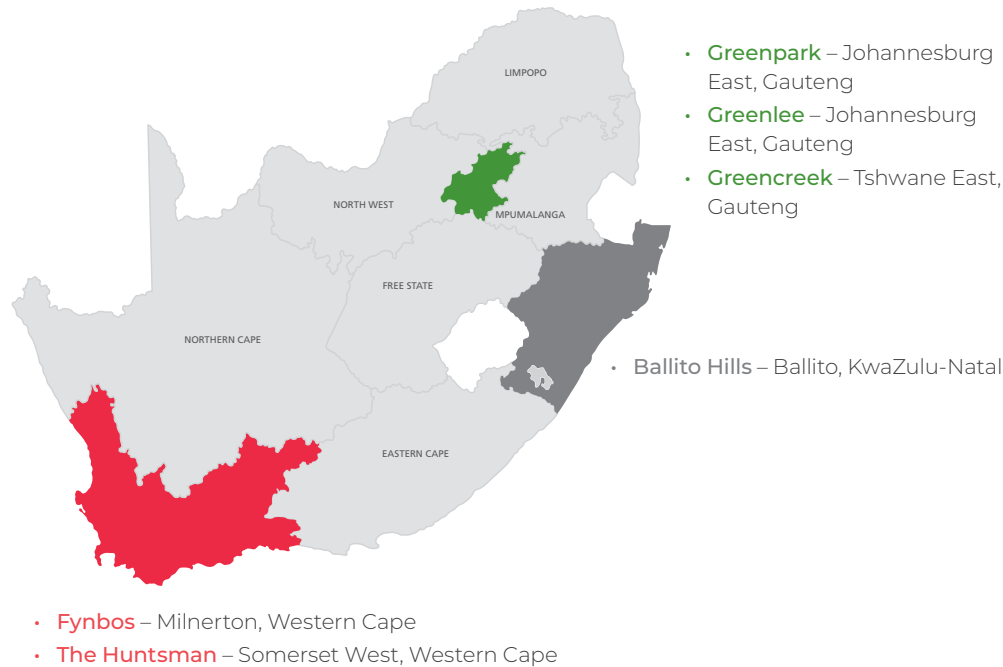 LIMPOPO
NORTH WEST
MPUMALANGA
FREE STATE
NORTHERN CAPE
EASTERN CAPE
• Greenpark – Johannesburg
East, Gauteng
• Greenlee – Johannesburg
East, Gauteng
• Greencreek – Tshwane East,
Gauteng
• Ballito Hills – Ballito, KwaZulu-Natal
• Fynbos – Milnerton, Western Cape
• The Huntsman – Somerset West, Western Cape